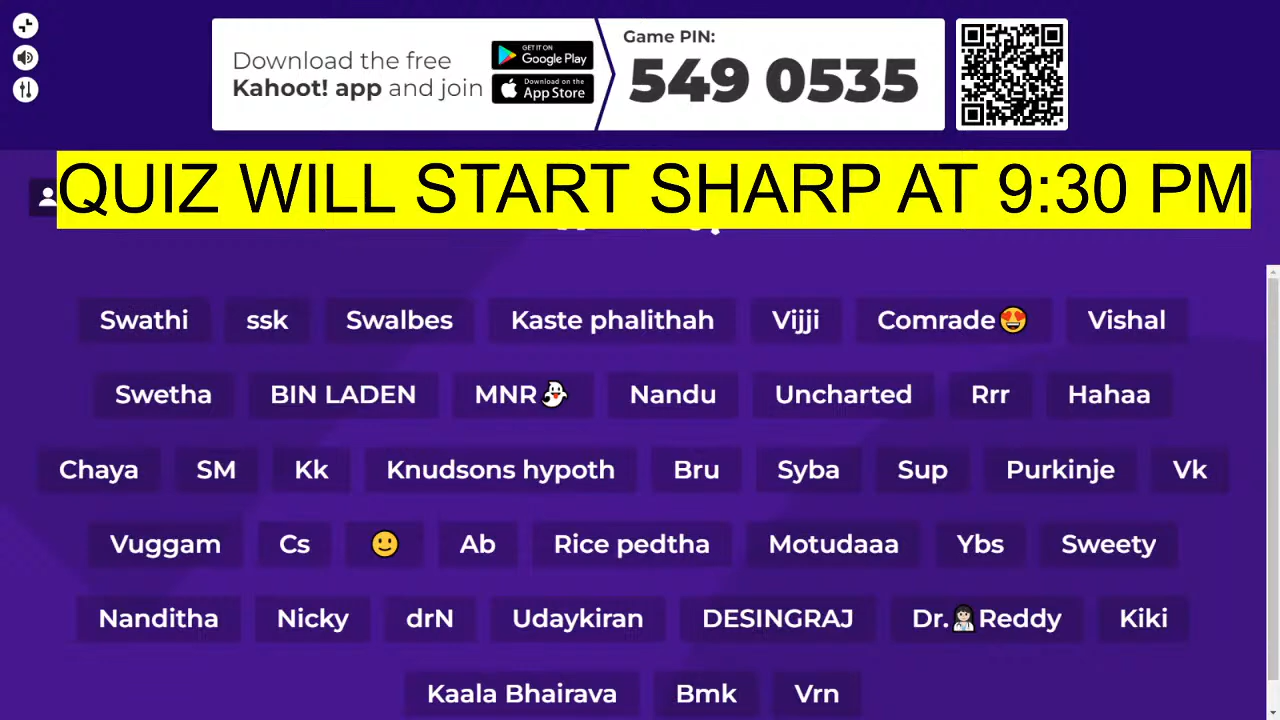 Download the free
Kahoot! app and join
GET IT ON
Google Play
Download on the
App Store
Game PIN:
549 0535
QUIZ WILL START SHARP AT 9:30 PM
Swathi ssk Swalbes Kaste phalithah Vijji Comrade😍 Vishal
Swetha BIN LADEN MNR👻 Nandu Uncharted Rrr Hahaa
Chaya SM Kk Knudsons hypoth Bru Syba Sup Purkinje Vk
Vuggam Cs 🙂 Ab Rice pedtha Motudaaa Ybs Sweety
Nanditha Nicky drN Udaykiran DESINGRAJ Dr.👩🏻‍⚕️Reddy Kiki
Kaala Bhairava Bmk Vrn